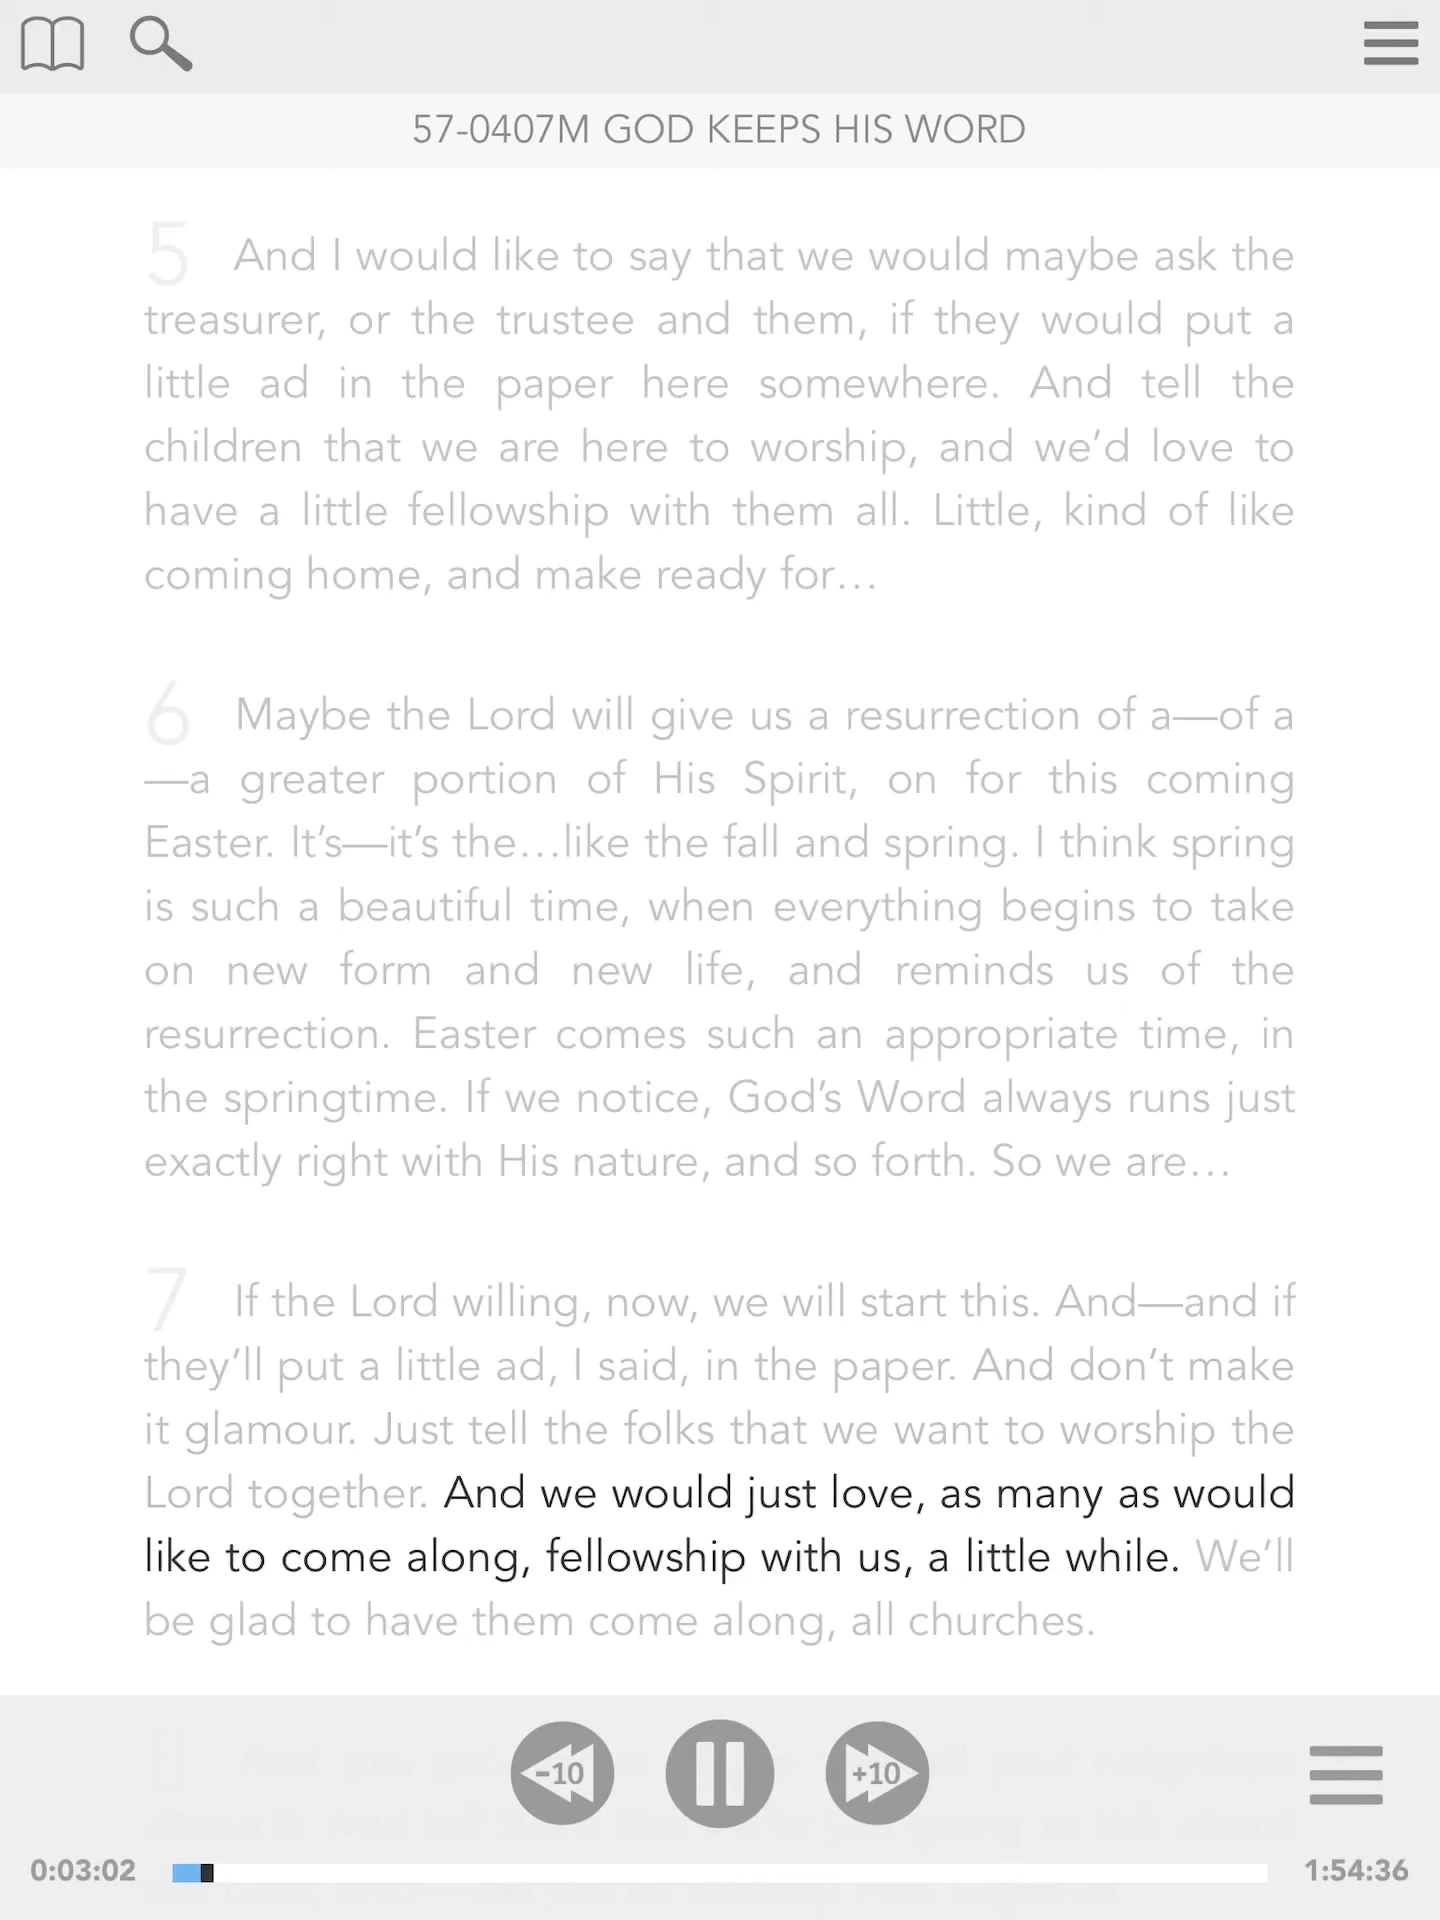 57-0407M GOD KEEPS HIS WORD
5 And I would like to say that we would maybe ask the
treasurer, or the trustee and them, if they would put a
little ad in the paper here somewhere. And tell the
children that we are here to worship, and we’d love to
have a little fellowship with them all. Little, kind of like
coming home, and make ready for…
6 Maybe the Lord will give us a resurrection of a—of a
—a greater portion of His Spirit, on for this coming
Easter. It’s—it’s the…like the fall and spring. I think spring
is such a beautiful time, when everything begins to take
on new form and new life, and reminds us of the
resurrection. Easter comes such an appropriate time, in
the springtime. If we notice, God’s Word always runs just
exactly right with His nature, and so forth. So we are…
7 If the Lord willing, now, we will start this. And—and if
they’ll put a little ad, I said, in the paper. And don’t make
it glamour. Just tell the folks that we want to worship the
Lord together. And we would just love, as many as would
like to come along, fellowship with us, a little while. We’ll
be glad to have them come along, all churches.
-10 +10
0:03:02 1:54:36